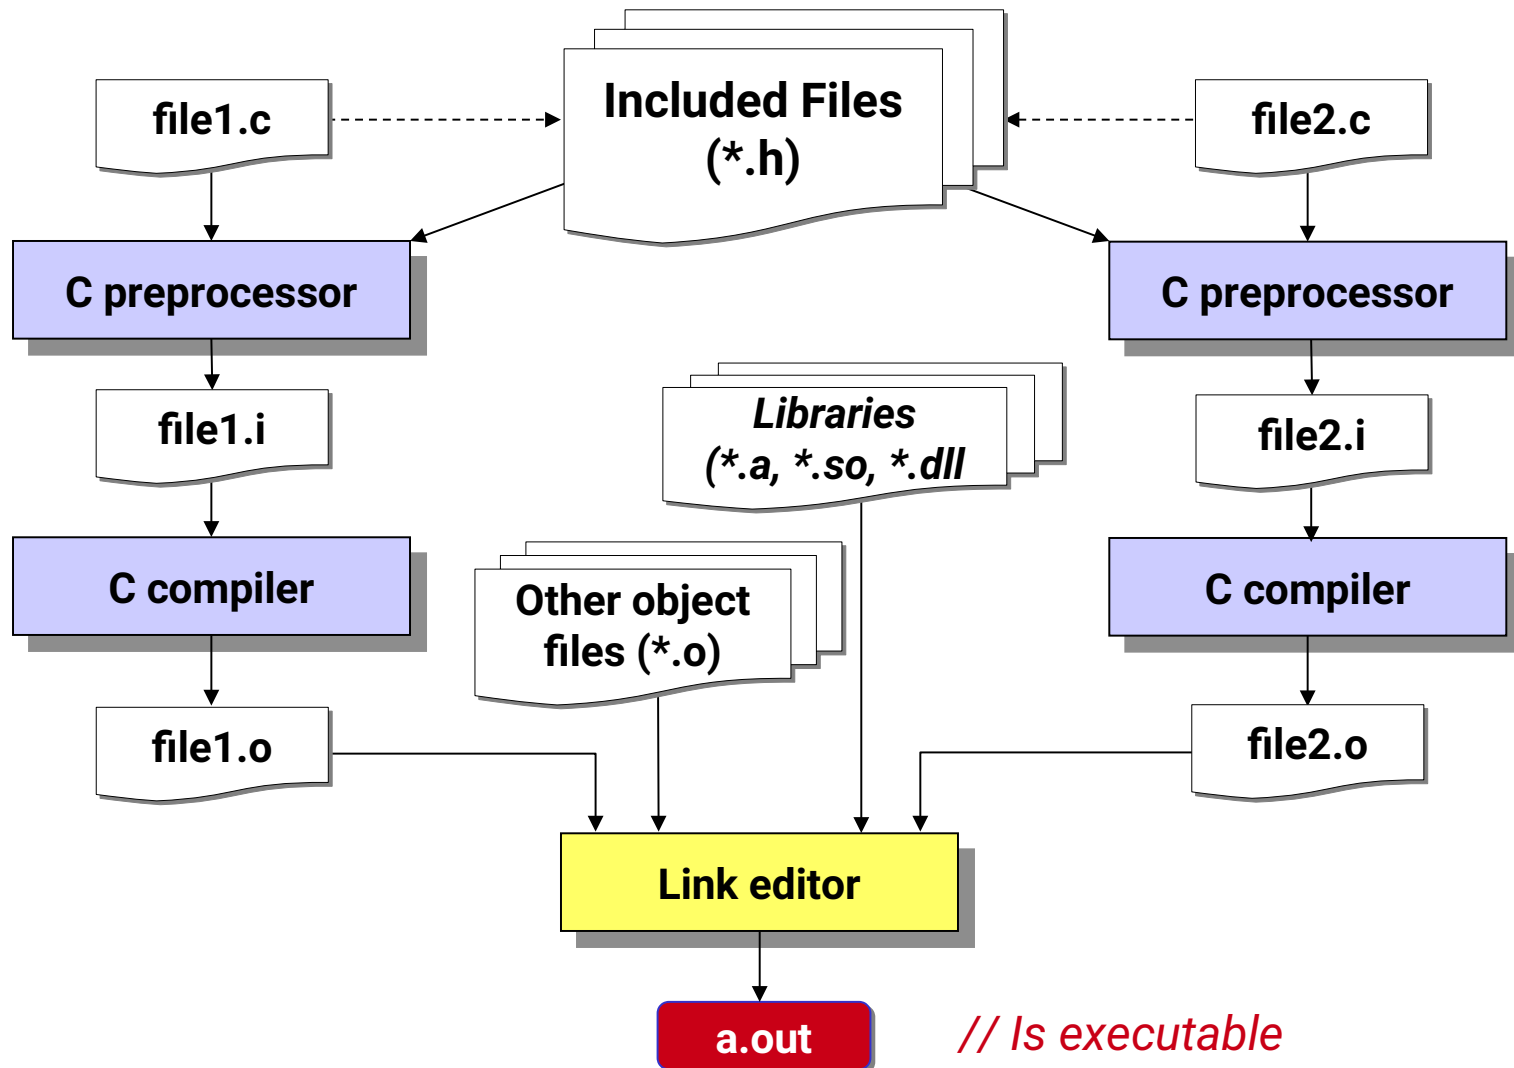 Included Files
(*.h)
file1.c
file2.c
C preprocessor
C preprocessor
file1.i
Libraries
(*.a, *.so, *.dll
file2.i
C compiler
Other object
files (*.o)
C compiler
file1.o
file2.o
Link editor
a.out
// Is executable